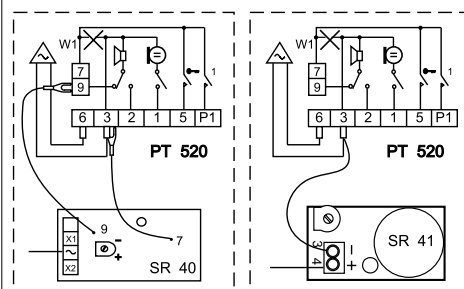 W1
7
9
1
6 3 2 1 5 P1
PT 520
9
7
X1
~
X2
- +
SR 40
W1
7
9
1
6 3 2 1 5 P1
PT 520
3 -
4 +
SR 41